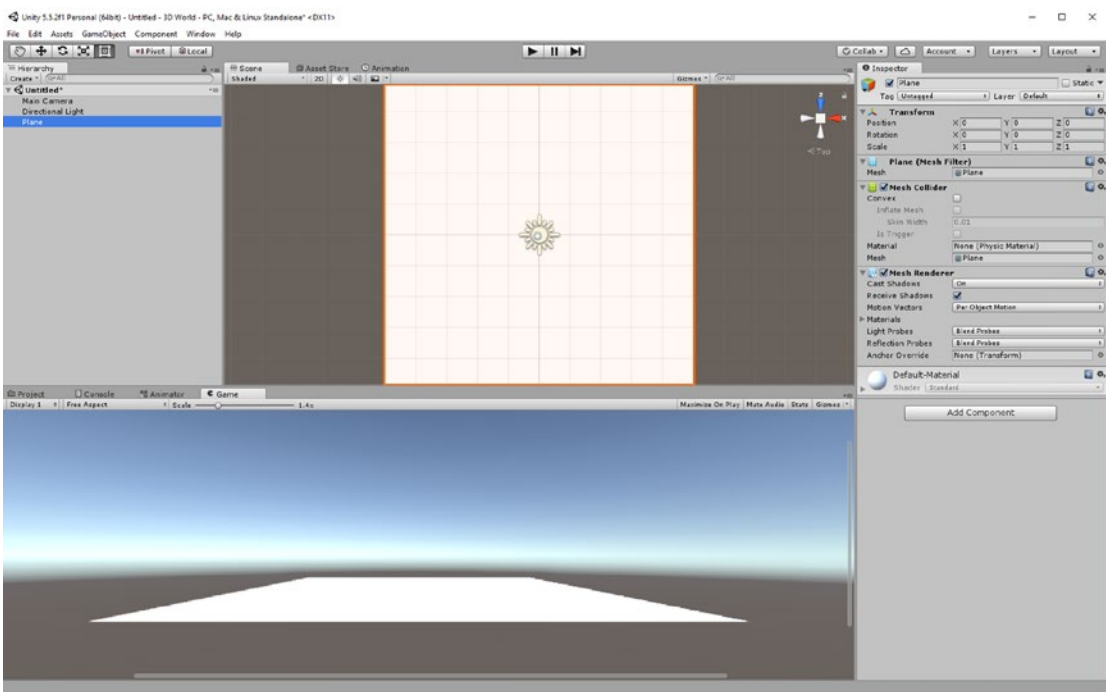 Unity 5.5.2f1 Personal (64bit) - Untitled - 3D World - PC, Mac & Linux Standalone* <DX11>
File Edit Assets GameObject Component Window Help
Pivot Local Collab Account Layers Layout
Hierarchy
Create All
Untitled*
Main Camera
Directional Light
Plane
Scene Asset Store Animation
Shaded 2D Gizmos All
z
x
Top
Inspector
Plane Static
Tag Untagged Layer Default
Transform
Position X 0 Y 0 Z 0
Rotation X 0 Y 0 Z 0
Scale X 1 Y 1 Z 1
Plane (Mesh Filter)
Mesh Plane
Mesh Collider
Convex
Inflate Mesh
Skin Width 0.01
Is Trigger
Material None (Physic Material)
Mesh Plane
Mesh Renderer
Cast Shadows On
Receive Shadows
Motion Vectors Per Object Motion
Materials
Light Probes Blend Probes
Reflection Probes Blend Probes
Anchor Override None (Transform)
Default-Material
Shader Standard
Add Component
Project Console Animator Game
Display 1 Free Aspect Scale 1.4x Maximize On Play Mute Audio Stats Gizmos